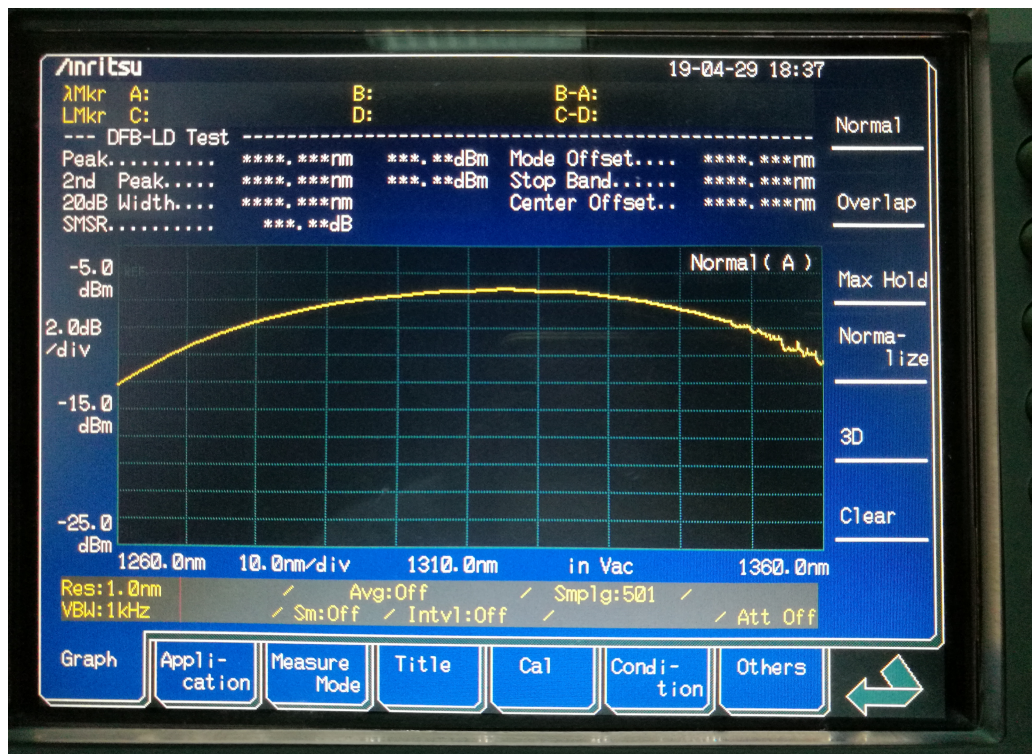 Anritsu 19-04-29 18:37
λMkr A: B: B-A:
LMkr C: D: C-D:
--- DFB-LD Test ---
Peak.......... ****.***nm ***.**dBm Mode Offset.... ****.***nm
2nd Peak..... ****.***nm ***.**dBm Stop Band...... ****.***nm
20dB Width.... ****.***nm Center Offset.. ****.***nm
SMSR.......... ***.**dB
Normal
Overlap
Max Hold
Norma-
lize
3D
Clear
Normal( A )
-5.0
dBm
REF
2.0dB
/div
-15.0
dBm
-25.0
dBm
1260.0nm 10.0nm/div 1310.0nm in Vac 1360.0nm
Res:1.0nm / Avg:Off / Smplg:501 /
VBW:1kHz / Sm:Off / Intvl:Off / / Att Off
Graph
Appli-
cation
Measure
Mode
Title
Cal
Condi-
tion
Others